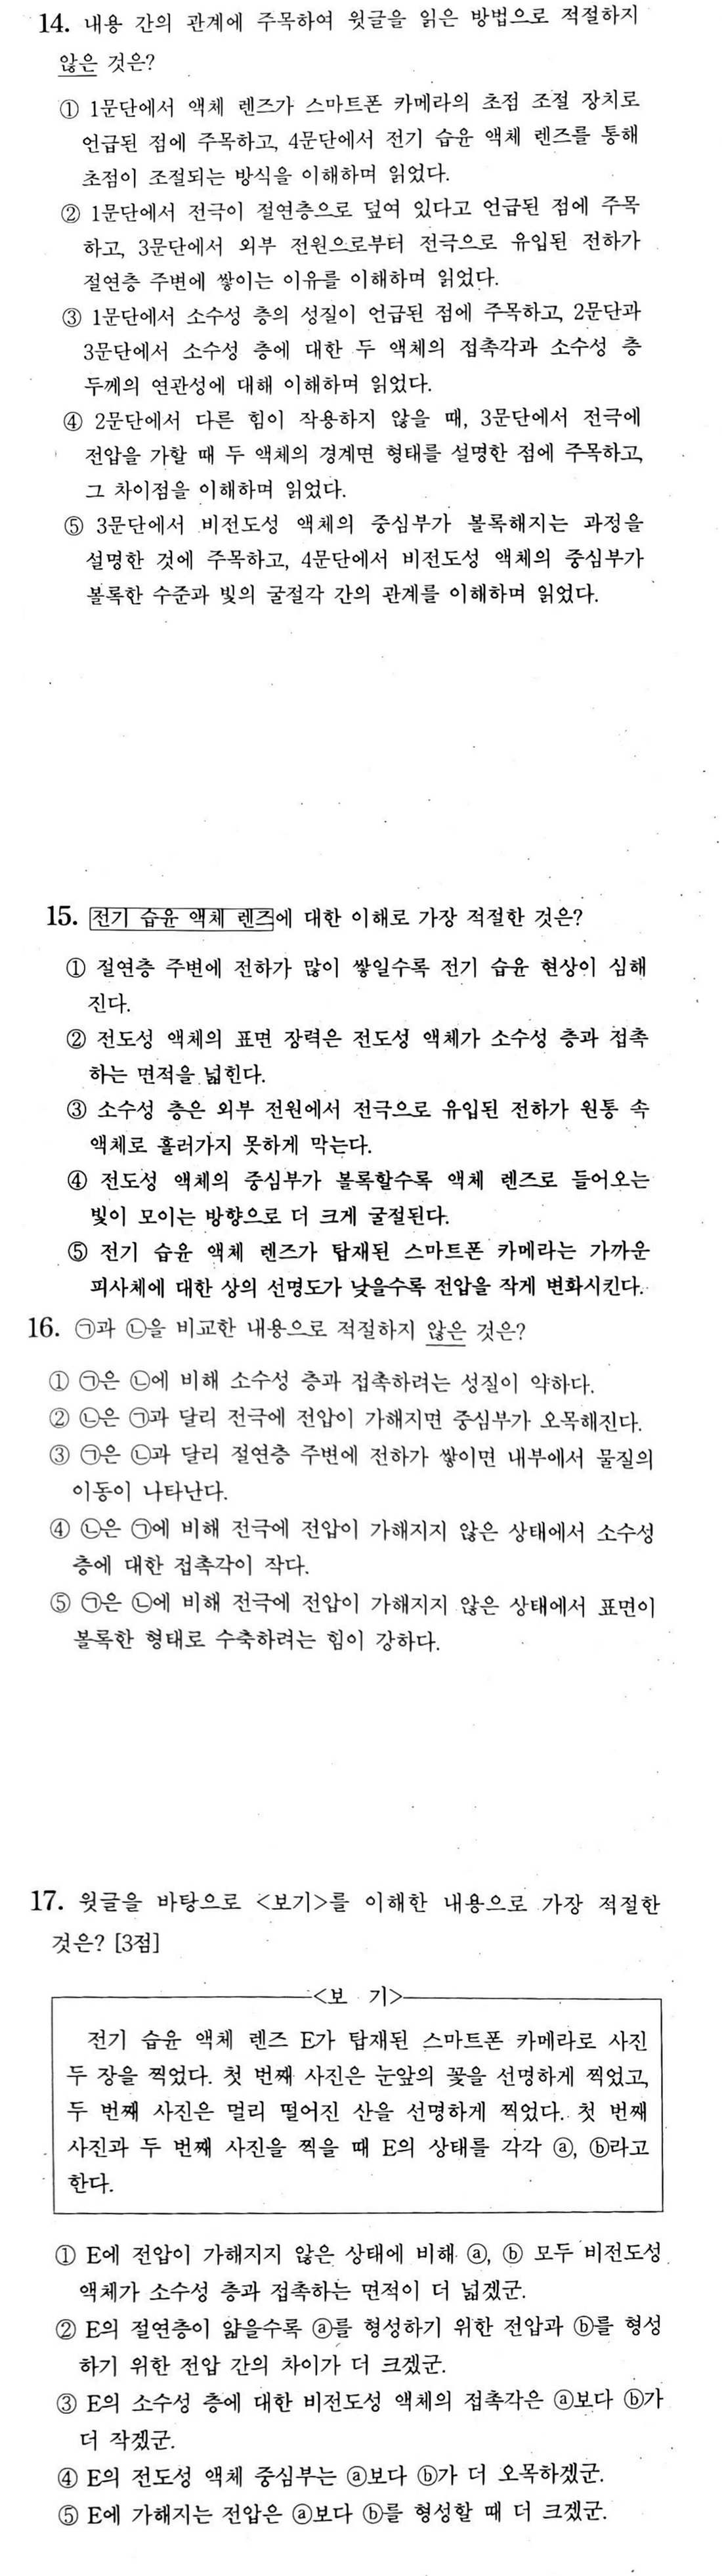 14. 내용 간의 관계에 주목하여 윗글을 읽은 방법으로 적절하지
않은 것은?
① 1문단에서 액체 렌즈가 스마트폰 카메라의 초점 조절 장치로
언급된 점에 주목하고, 4문단에서 전기 습윤 액체 렌즈를 통해
초점이 조절되는 방식을 이해하며 읽었다.
② 1문단에서 전극이 절연층으로 덮여 있다고 언급된 점에 주목
하고, 3문단에서 외부 전원으로부터 전극으로 유입된 전하가
절연층 주변에 쌓이는 이유를 이해하며 읽었다.
③ 1문단에서 소수성 층의 성질이 언급된 점에 주목하고, 2문단과
3문단에서 소수성 층에 대한 두 액체의 접촉각과 소수성 층
두께의 연관성에 대해 이해하며 읽었다.
④ 2문단에서 다른 힘이 작용하지 않을 때, 3문단에서 전극에
전압을 가할 때 두 액체의 경계면 형태를 설명한 점에 주목하고,
그 차이점을 이해하며 읽었다.
⑤ 3문단에서 비전도성 액체의 중심부가 볼록해지는 과정을
설명한 것에 주목하고, 4문단에서 비전도성 액체의 중심부가
볼록한 수준과 빛의 굴절각 간의 관계를 이해하며 읽었다.
15. 전기 습윤 액체 렌즈에 대한 이해로 가장 적절한 것은?
① 절연층 주변에 전하가 많이 쌓일수록 전기 습윤 현상이 심해
진다.
② 전도성 액체의 표면 장력은 전도성 액체가 소수성 층과 접촉
하는 면적을 넓힌다.
③ 소수성 층은 외부 전원에서 전극으로 유입된 전하가 원통 속
액체로 흘러가지 못하게 막는다.
④ 전도성 액체의 중심부가 볼록할수록 액체 렌즈로 들어오는
빛이 모이는 방향으로 더 크게 굴절된다.
⑤ 전기 습윤 액체 렌즈가 탑재된 스마트폰 카메라는 가까운
피사체에 대한 상의 선명도가 낮을수록 전압을 작게 변화시킨다.
16. ㉠과 ㉡을 비교한 내용으로 적절하지 않은 것은?
① ㉠은 ㉡에 비해 소수성 층과 접촉하려는 성질이 약하다.
② ㉡은 ㉠과 달리 전극에 전압이 가해지면 중심부가 오목해진다.
③ ㉠은 ㉡과 달리 절연층 주변에 전하가 쌓이면 내부에서 물질의
이동이 나타난다.
④ ㉡은 ㉠에 비해 전극에 전압이 가해지지 않은 상태에서 소수성
층에 대한 접촉각이 작다.
⑤ ㉠은 ㉡에 비해 전극에 전압이 가해지지 않은 상태에서 표면이
볼록한 형태로 수축하려는 힘이 강하다.
17. 윗글을 바탕으로 <보기>를 이해한 내용으로 가장 적절한
것은? [3점]
<보 기>
전기 습윤 액체 렌즈 E가 탑재된 스마트폰 카메라로 사진
두 장을 찍었다. 첫 번째 사진은 눈앞의 꽃을 선명하게 찍었고,
두 번째 사진은 멀리 떨어진 산을 선명하게 찍었다. 첫 번째
사진과 두 번째 사진을 찍을 때 E의 상태를 각각 ⓐ, ⓑ라고
한다.
① E에 전압이 가해지지 않은 상태에 비해 ⓐ, ⓑ 모두 비전도성
액체가 소수성 층과 접촉하는 면적이 더 넓겠군.
② E의 절연층이 얇을수록 ⓐ를 형성하기 위한 전압과 ⓑ를 형성
하기 위한 전압 간의 차이가 더 크겠군.
③ E의 소수성 층에 대한 비전도성 액체의 접촉각은 ⓐ보다 ⓑ가
더 작겠군.
④ E의 전도성 액체 중심부는 ⓐ보다 ⓑ가 더 오목하겠군.
⑤ E에 가해지는 전압은 ⓐ보다 ⓑ를 형성할 때 더 크겠군.